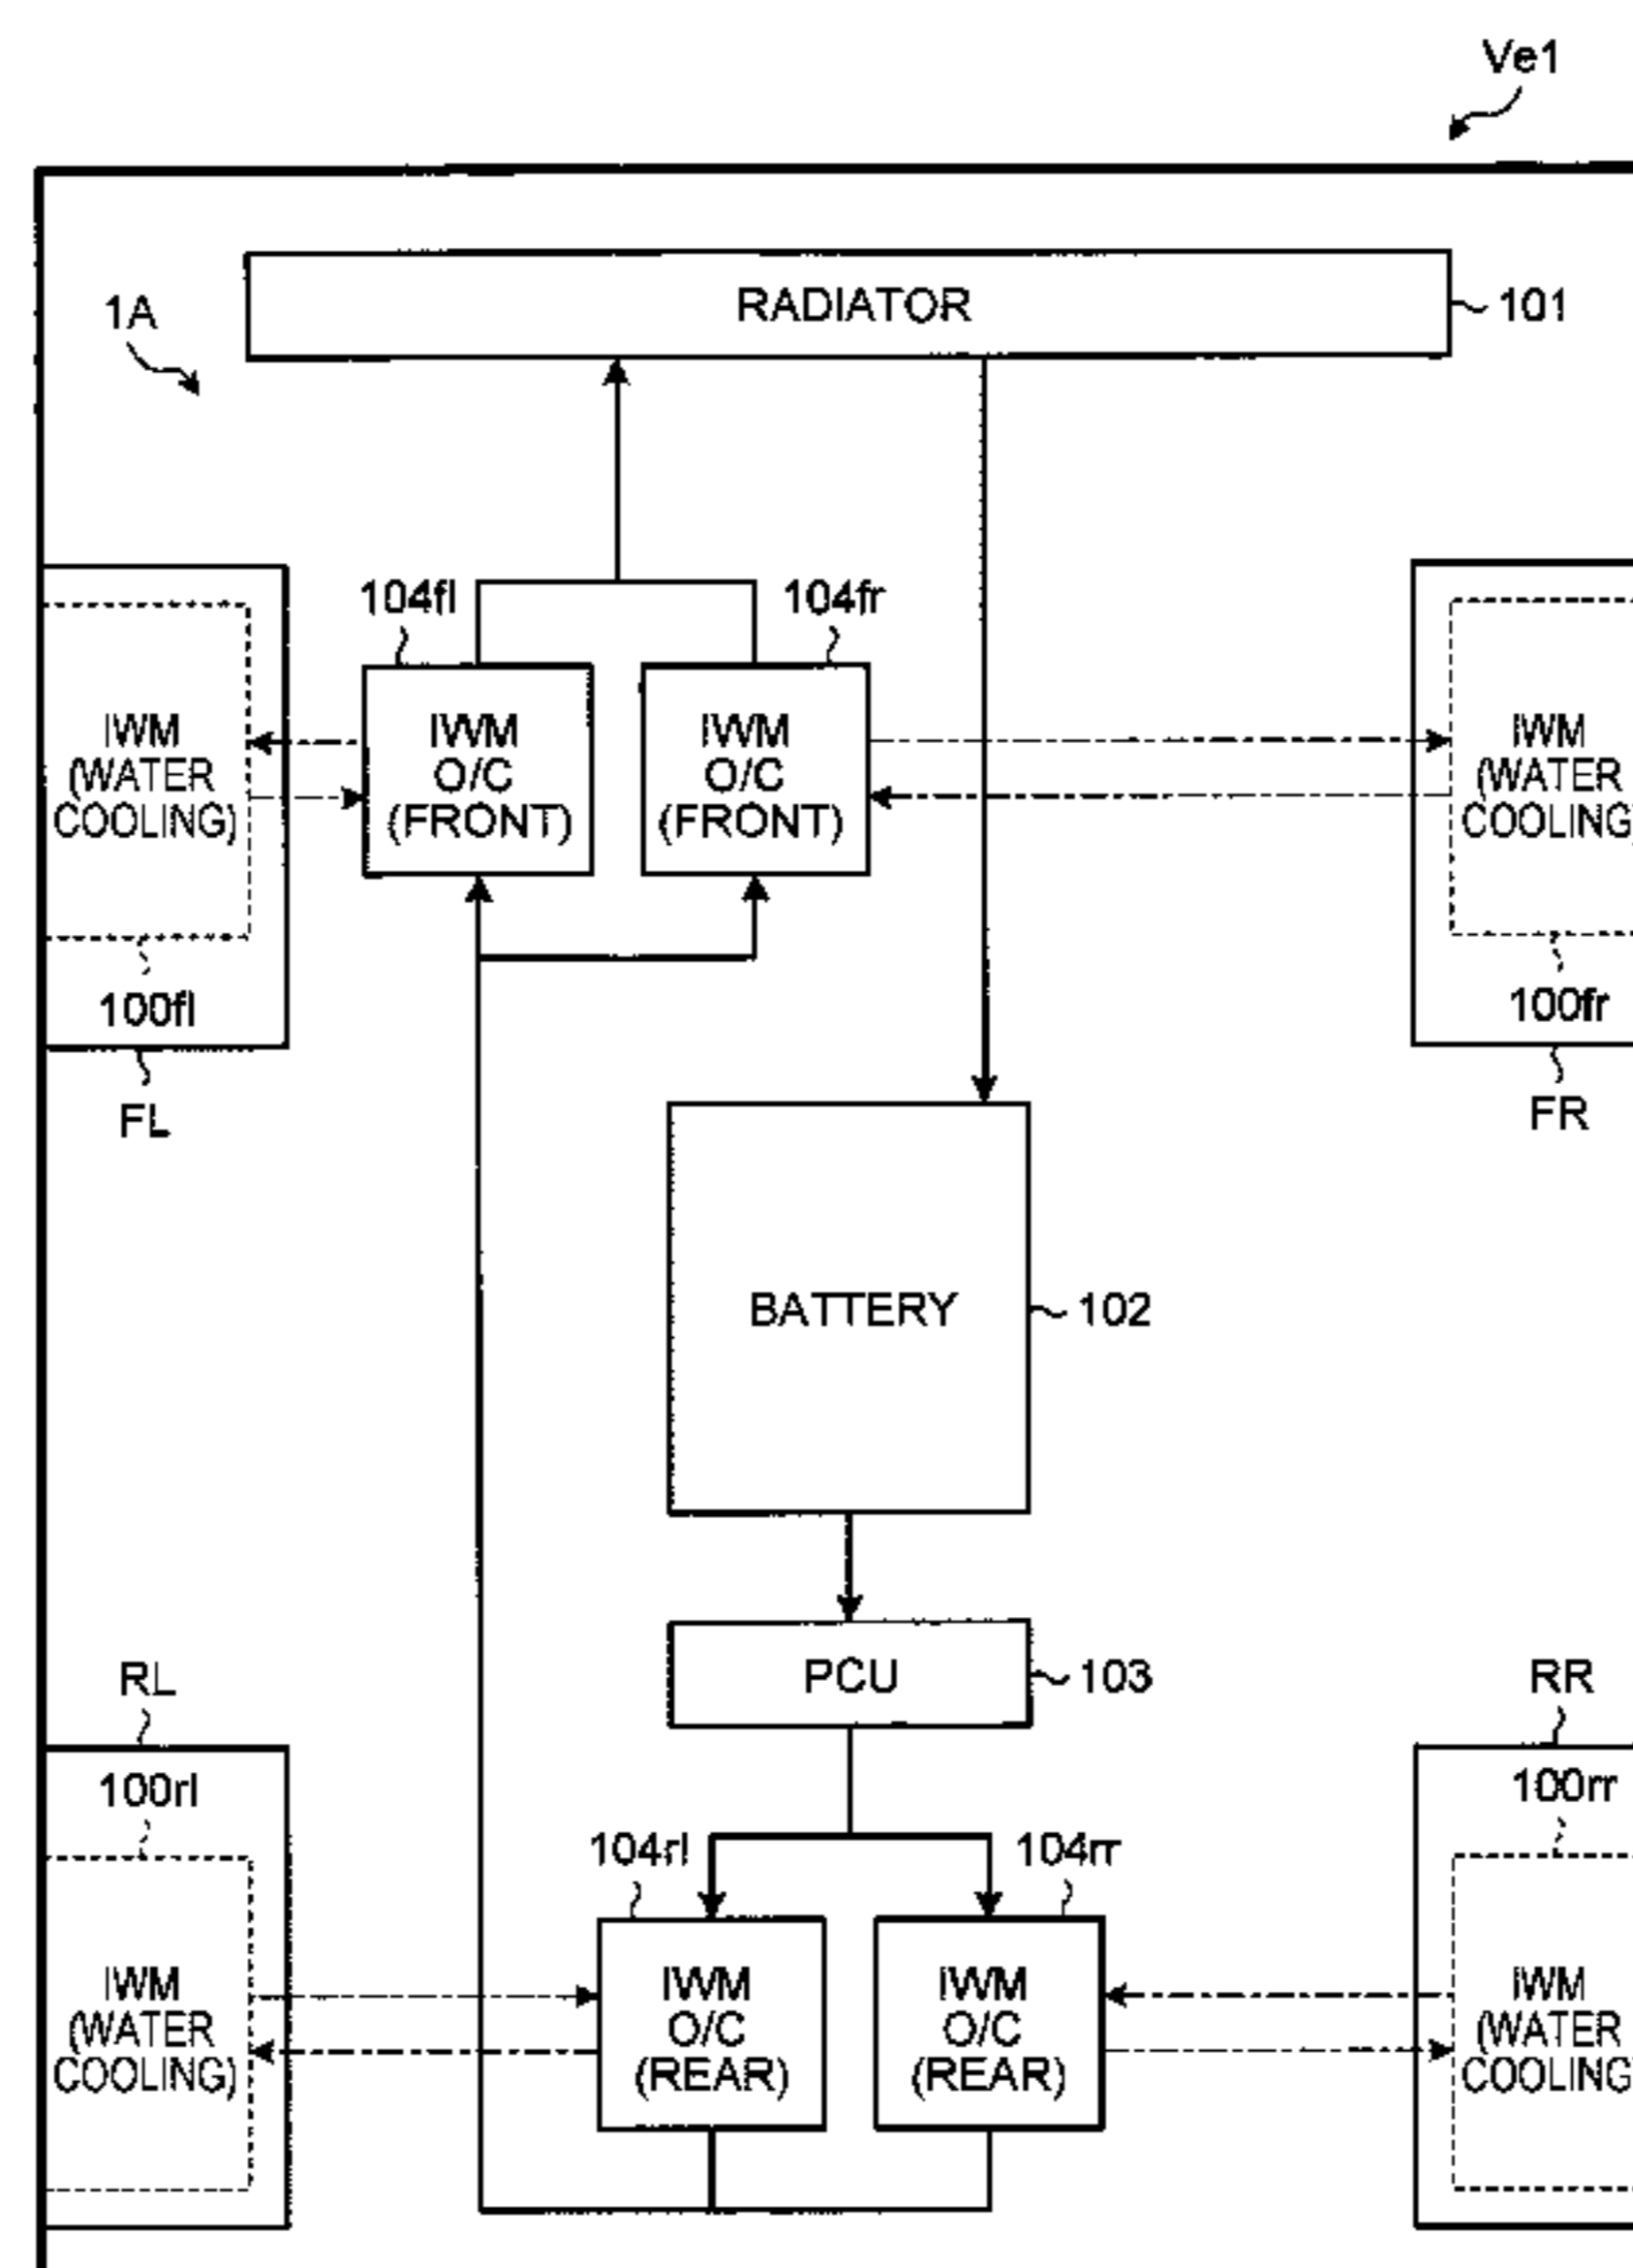 Ve1
1A
RADIATOR
101
104fl
104fr
IWM
(WATER
COOLING)
IWM
O/C
(FRONT)
IWM
O/C
(FRONT)
IWM
(WATER
COOLING)
100fl
100fr
FL
FR
BATTERY
102
PCU
103
RL
RR
100rl
100rr
104rl
104rr
IWM
(WATER
COOLING)
IWM
O/C
(REAR)
IWM
O/C
(REAR)
IWM
(WATER
COOLING